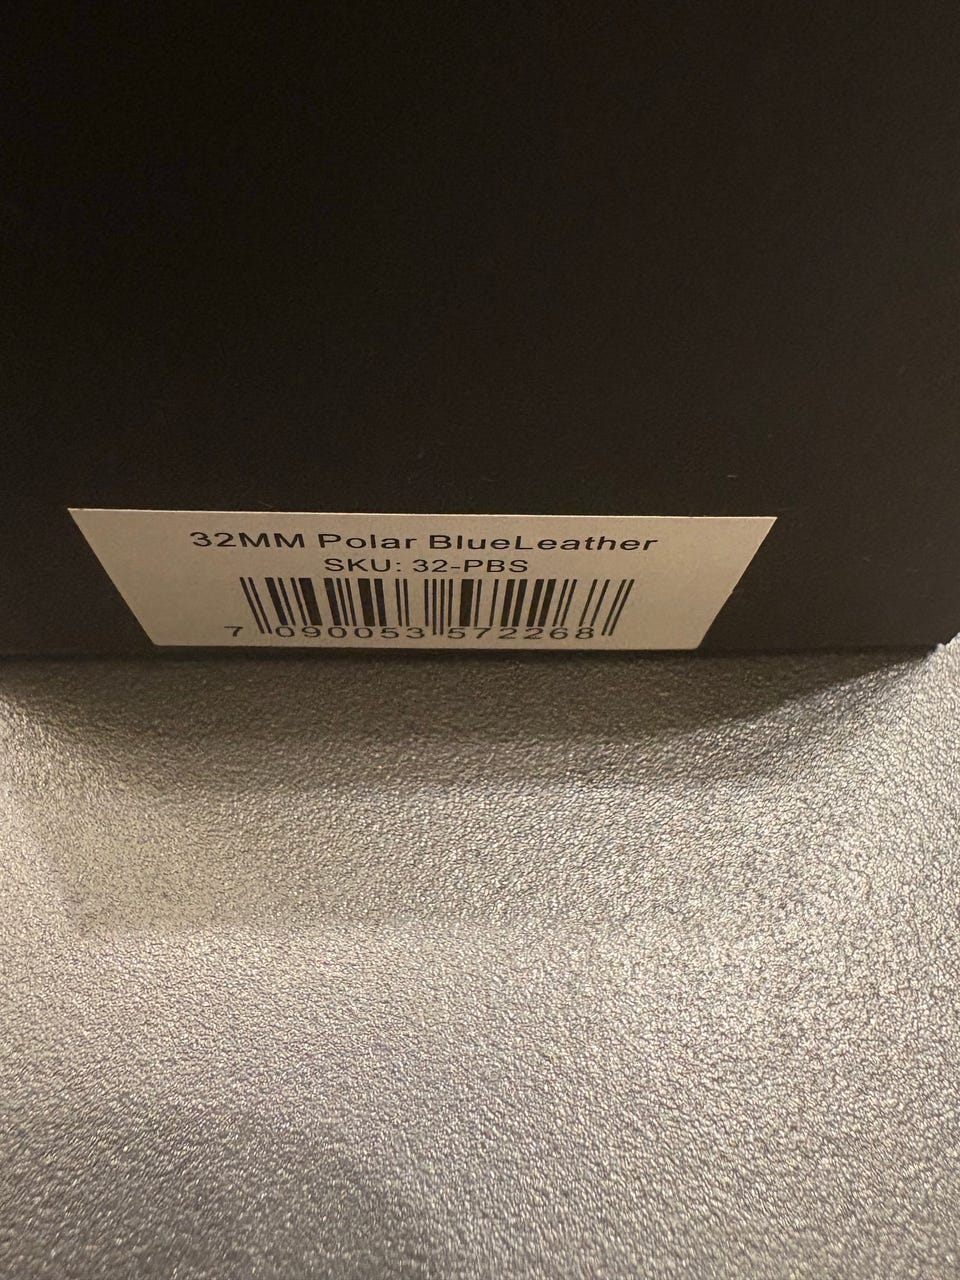 32MM Polar BlueLeather
SKU: 32-PBS
7 090053 572268